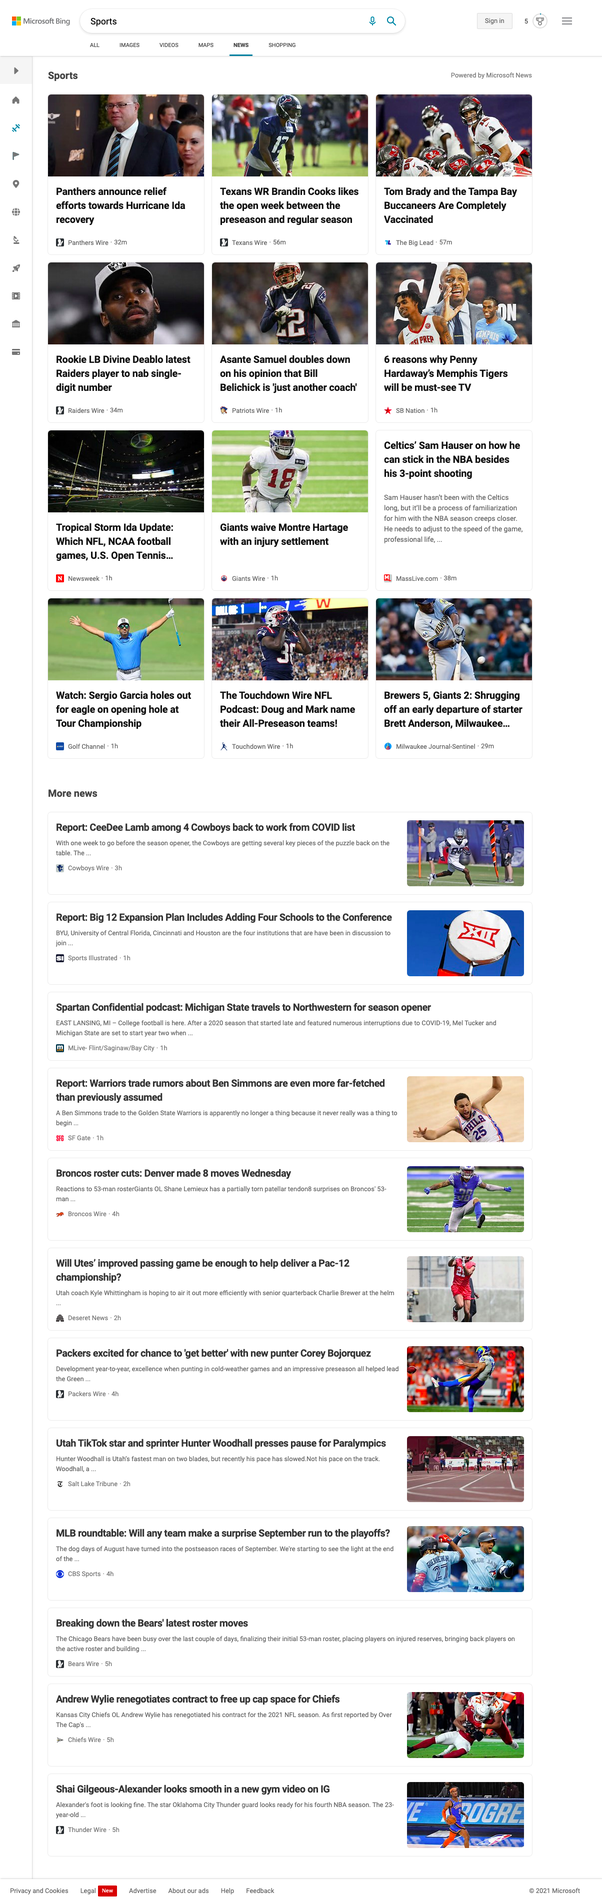 Microsoft Bing
Sports
Sign in
5
ALL
IMAGES
VIDEOS
MAPS
NEWS
SHOPPING
Sports
Powered by Microsoft News
Panthers announce relief
efforts towards Hurricane Ida
recovery
Panthers Wire · 32m
Texans WR Brandin Cooks likes
the open week between the
preseason and regular season
Texans Wire · 56m
Tom Brady and the Tampa Bay
Buccaneers Are Completely
Vaccinated
The Big Lead · 57m
Rookie LB Divine Deablo latest
Raiders player to nab single-
digit number
Raiders Wire · 34m
22
Asante Samuel doubles down
on his opinion that Bill
Belichick is 'just another coach'
Patriots Wire · 1h
6 reasons why Penny
Hardaway's Memphis Tigers
will be must-see TV
SB Nation · 1h
Tropical Storm Ida Update:
Which NFL, NCAA football
games, U.S. Open Tennis...
Newsweek · 1h
18
Giants waive Montre Hartage
with an injury settlement
Giants Wire · 1h
Celtics' Sam Hauser on how he
can stick in the NBA besides
his 3-point shooting
Sam Hauser hasn't been with the Celtics
long, but it'll be a process of familiarization
for him with the NBA season creeps closer.
He needs to adjust to the speed of the game,
professional life, ...
MassLive.com · 38m
Watch: Sergio Garcia holes out
for eagle on opening hole at
Tour Championship
Golf Channel · 1h
The Touchdown Wire NFL
Podcast: Doug and Mark name
their All-Preseason teams!
Touchdown Wire · 1h
Brewers 5, Giants 2: Shrugging
off an early departure of starter
Brett Anderson, Milwaukee...
Milwaukee Journal-Sentinel · 29m
More news
Report: CeeDee Lamb among 4 Cowboys back to work from COVID list
With one week to go before the season opener, the Cowboys are getting several key pieces of the puzzle back on the
table. The ...
Cowboys Wire · 3h
Report: Big 12 Expansion Plan Includes Adding Four Schools to the Conference
BYU, University of Central Florida, Cincinnati and Houston are the four institutions that are have been in discussion to
join ...
Sports Illustrated · 1h
XII
Spartan Confidential podcast: Michigan State travels to Northwestern for season opener
EAST LANSING, MI – College football is here. After a 2020 season that started late and featured numerous interruptions due to COVID-19, Mel Tucker and
Michigan State are set to start year two when ...
MLive- Flint/Saginaw/Bay City · 1h
Report: Warriors trade rumors about Ben Simmons are even more far-fetched
than previously assumed
A Ben Simmons trade to the Golden State Warriors is apparently no longer a thing because it never really was a thing to
begin ...
SF Gate · 1h
PHILA
25
Broncos roster cuts: Denver made 8 moves Wednesday
Reactions to 53-man rosterGiants OL Shane Lemieux has a partially torn patellar tendon8 surprises on Broncos' 53-
man ...
Broncos Wire · 4h
Will Utes' improved passing game be enough to help deliver a Pac-12
championship?
Utah coach Kyle Whittingham is hoping to air it out more efficiently with senior quarterback Charlie Brewer at the helm
...
Deseret News · 2h
Packers excited for chance to 'get better' with new punter Corey Bojorquez
Development year-to-year, excellence when punting in cold-weather games and an impressive preseason all helped lead
the Green ...
Packers Wire · 4h
Utah TikTok star and sprinter Hunter Woodhall presses pause for Paralympics
Hunter Woodhall is Utah's fastest man on two blades, but recently his pace has slowed.Not his pace on the track.
Woodhall, a ...
Salt Lake Tribune · 2h
MLB roundtable: Will any team make a surprise September run to the playoffs?
The dog days of August have turned into the postseason races of September. We're starting to see the light at the end
of the ...
CBS Sports · 4h
27
Breaking down the Bears' latest roster moves
The Chicago Bears have been busy over the last couple of days, finalizing their initial 53-man roster, placing players on injured reserves, bringing back players on
the active roster and building ...
Bears Wire · 5h
Andrew Wylie renegotiates contract to free up cap space for Chiefs
Kansas City Chiefs OL Andrew Wylie has renegotiated his contract for the 2021 NFL season. As first reported by Over
The Cap's ...
Chiefs Wire · 5h
Shai Gilgeous-Alexander looks smooth in a new gym video on IG
Alexander's foot is looking fine. The star Oklahoma City Thunder guard looks ready for his fourth NBA season. The 23-
year-old ...
Thunder Wire · 5h
Privacy and Cookies
Legal
New
Advertise
About our ads
Help
Feedback
© 2021 Microsoft